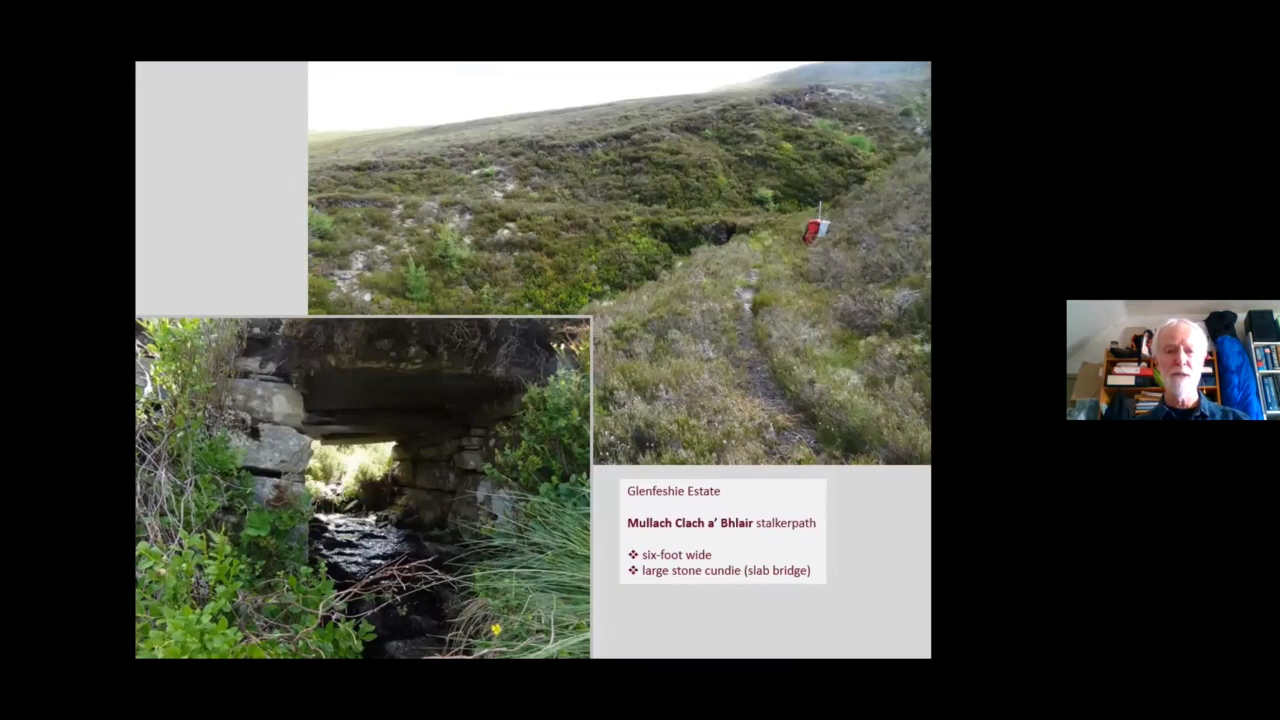 Glenfeshie Estate
Mullach Clach a’ Bhlair stalkerpath
❖ six-foot wide
❖ large stone cundie (slab bridge)